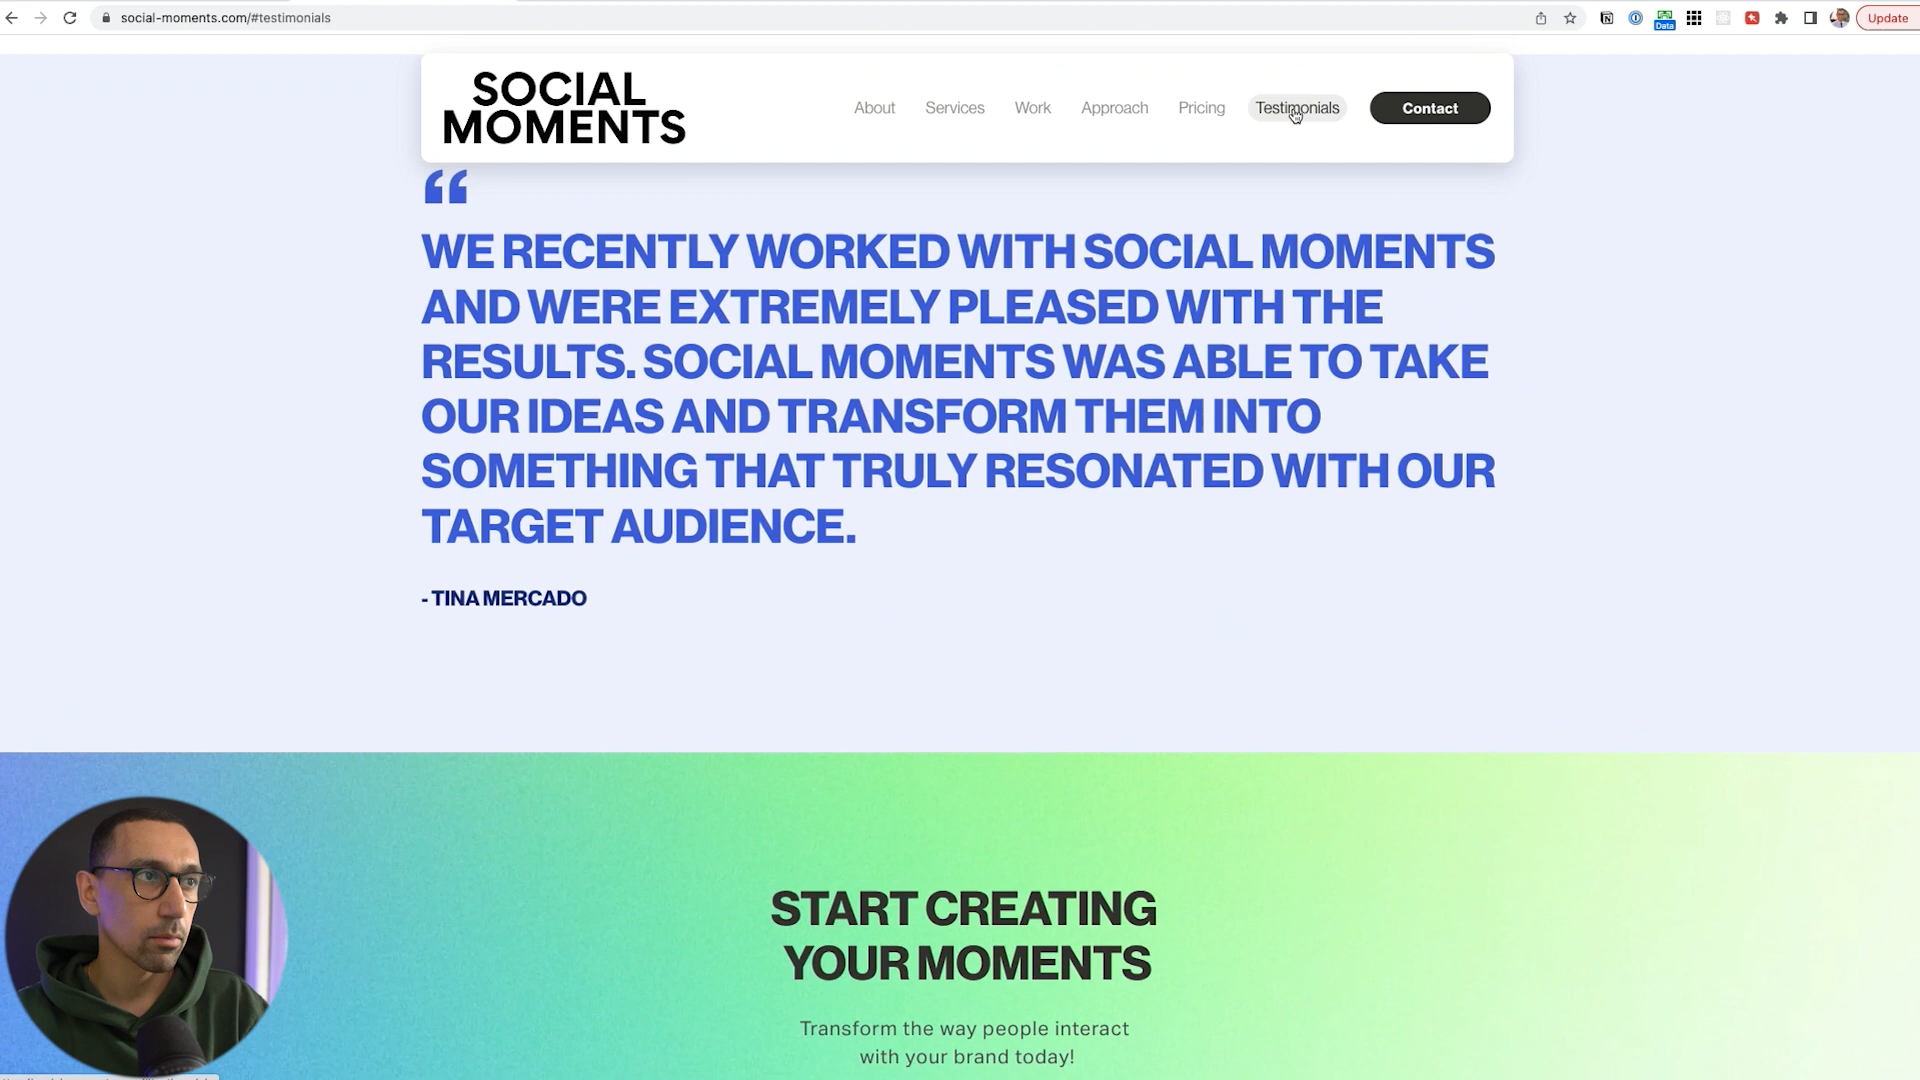 social-moments.com/#testimonials
Data
Update
SOCIAL
MOMENTS
About
Services
Work
Approach
Pricing
Testimonials
Contact
“
WE RECENTLY WORKED WITH SOCIAL MOMENTS
AND WERE EXTREMELY PLEASED WITH THE
RESULTS. SOCIAL MOMENTS WAS ABLE TO TAKE
OUR IDEAS AND TRANSFORM THEM INTO
SOMETHING THAT TRULY RESONATED WITH OUR
TARGET AUDIENCE.
- TINA MERCADO
START CREATING
YOUR MOMENTS
Transform the way people interact
with your brand today!